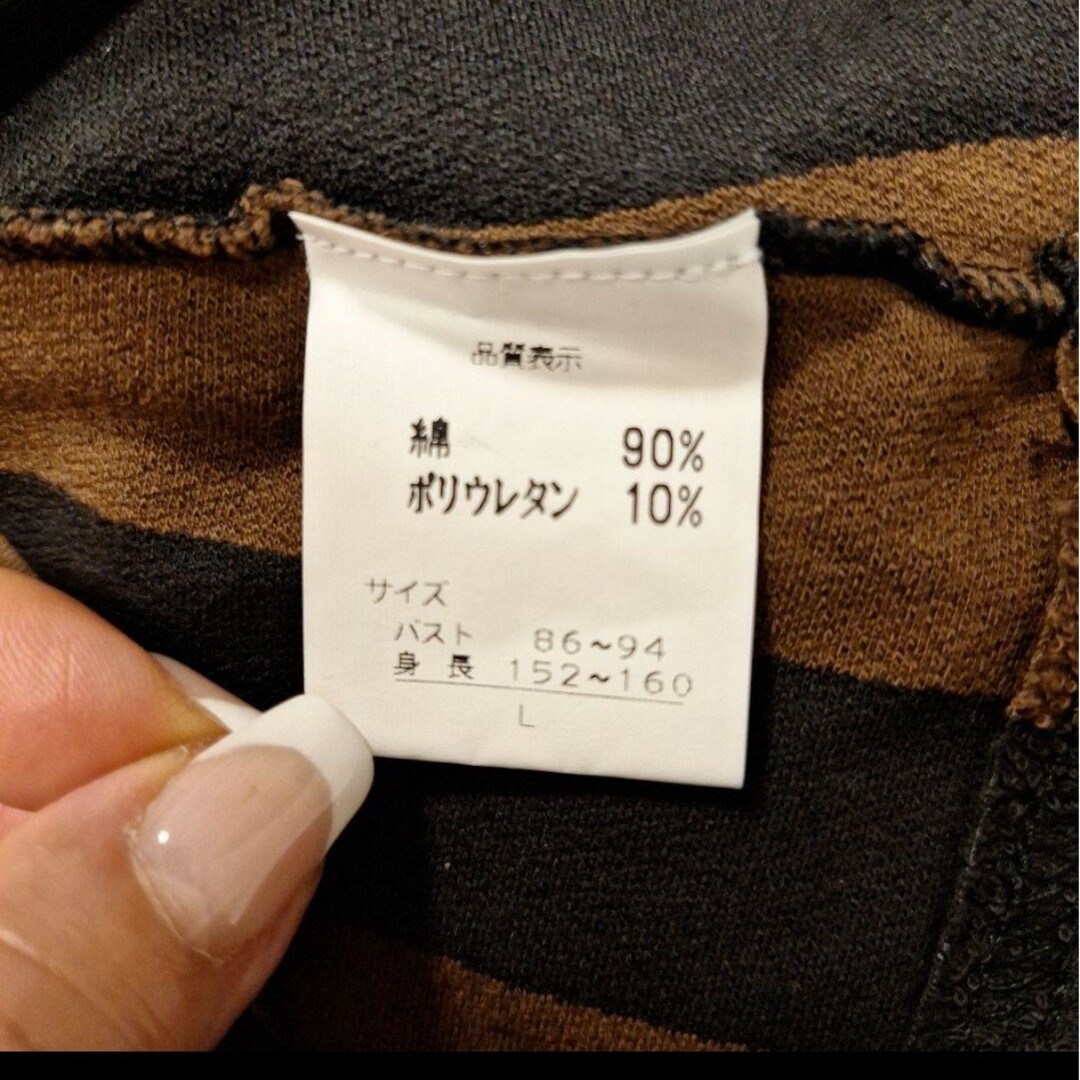 品質表示
綿 90%
ポリウレタン 10%
サイズ
バスト 86~94
身長 152~160
L